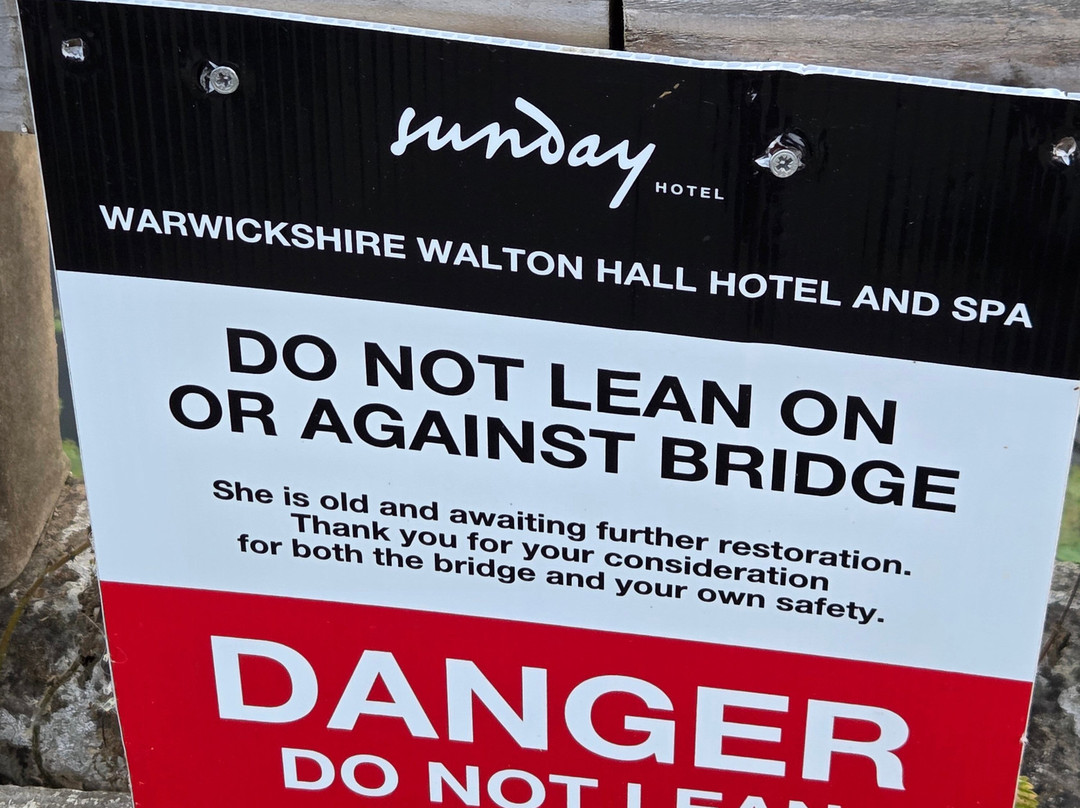 sunday
HOTEL
WARWICKSHIRE WALTON HALL HOTEL AND SPA
DO NOT LEAN ON
OR AGAINST BRIDGE
She is old and awaiting further restoration.
Thank you for your consideration
for both the bridge and your own safety.
DANGER
DO NOT LEAN